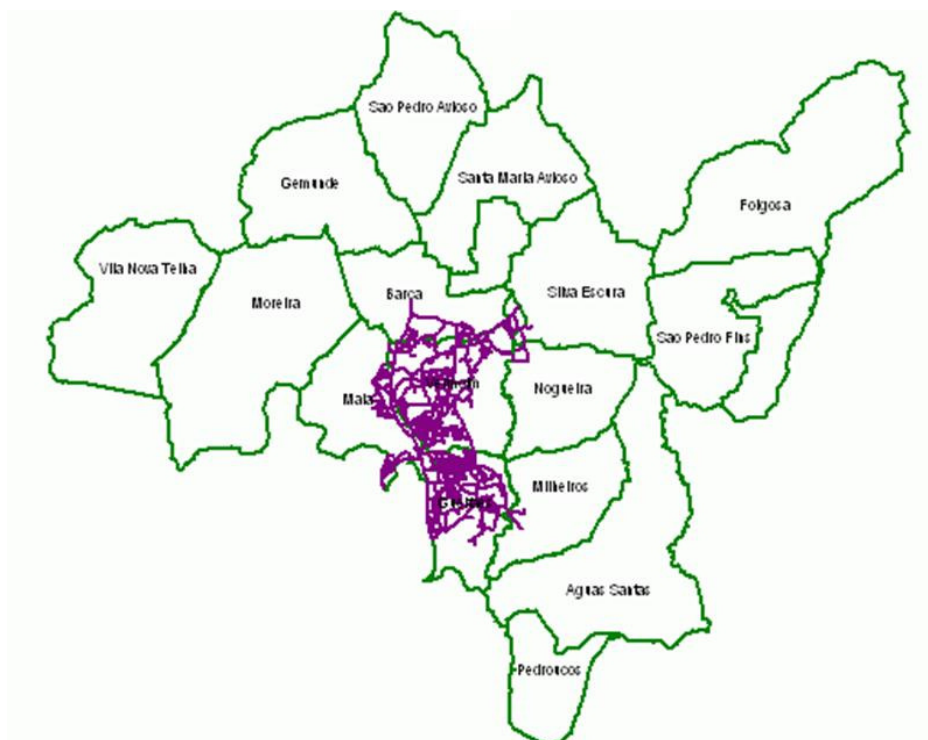 Sao Pedro Avioso
Santa Maria Avioso
Gemunde
Folgosa
Vila Nova Telha
Moreira
Barca
Silva Escura
Sao Pedro Fins
Maia
Nogueira
Milheiros
Aguas Santas
Pedroucos